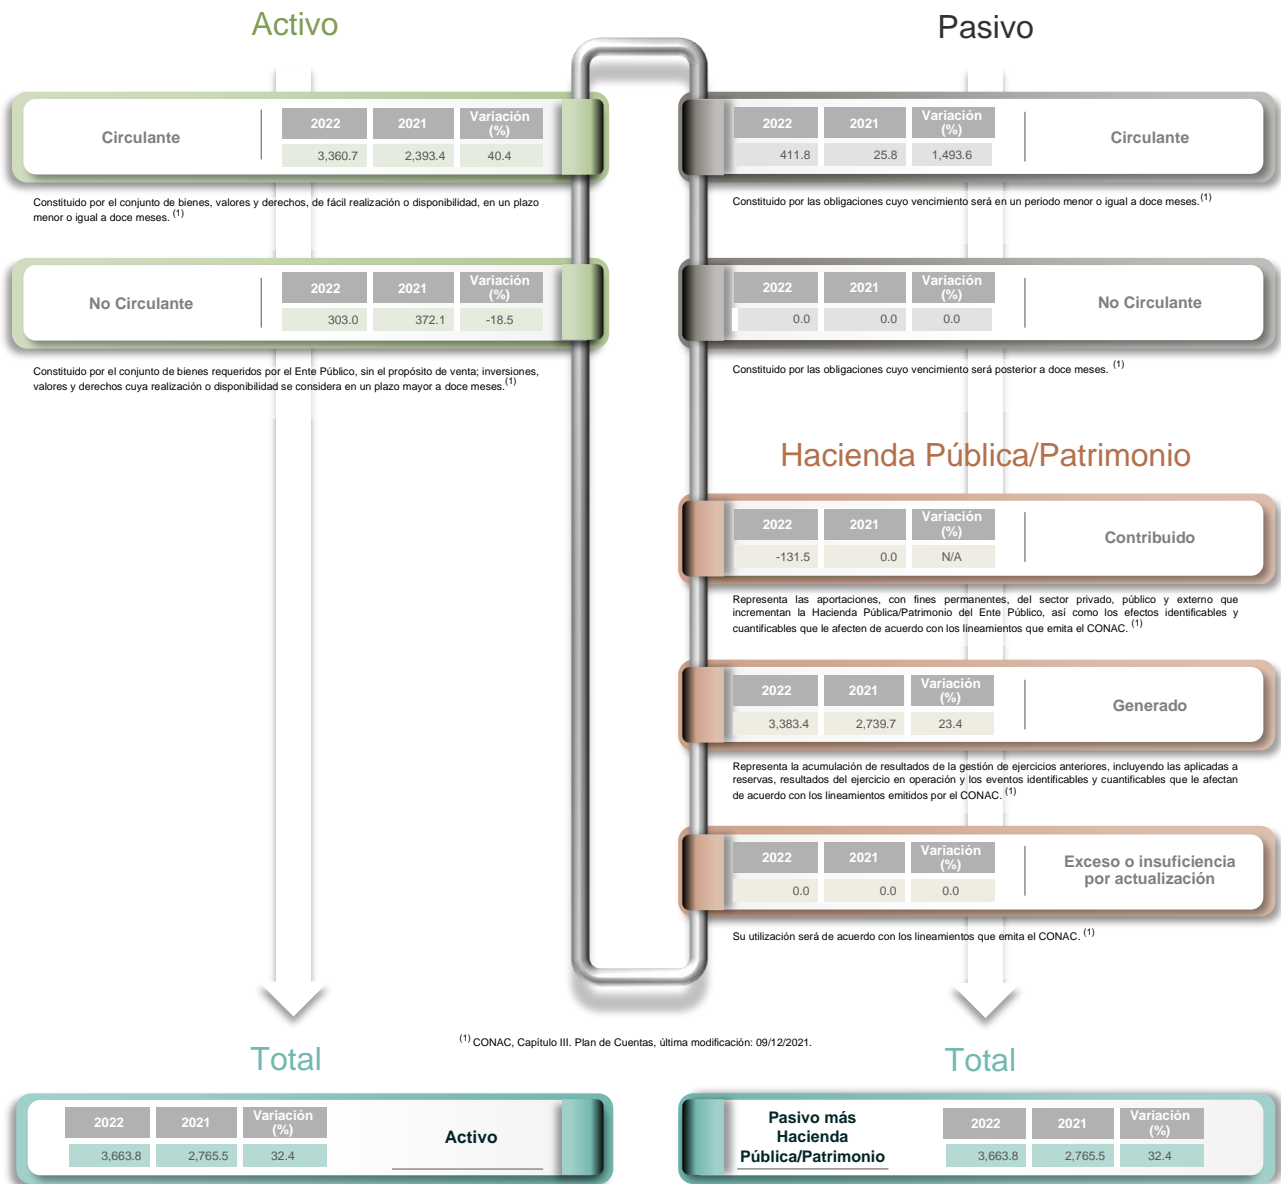 Activo
Circulante
2022 2021 Variación (%)
3,360.7 2,393.4 40.4
Constituido por el conjunto de bienes, valores y derechos, de fácil realización o disponibilidad, en un plazo
menor o igual a doce meses. (1)
No Circulante
2022 2021 Variación (%)
303.0 372.1 -18.5
Constituido por el conjunto de bienes requeridos por el Ente Público, sin el propósito de venta; inversiones,
valores y derechos cuya realización o disponibilidad se considera en un plazo mayor a doce meses.(1)
Pasivo
2022 2021 Variación (%)
411.8 25.8 1,493.6
Circulante
Constituido por las obligaciones cuyo vencimiento será en un periodo menor o igual a doce meses.(1)
2022 2021 Variación (%)
0.0 0.0 0.0
No Circulante
Constituido por las obligaciones cuyo vencimiento será posterior a doce meses. (1)
Hacienda Pública/Patrimonio
2022 2021 Variación (%)
-131.5 0.0 N/A
Contribuido
Representa las aportaciones, con fines permanentes, del sector privado, público y externo que
incrementan la Hacienda Pública/Patrimonio del Ente Público, así como los efectos identificables y
cuantificables que le afecten de acuerdo con los lineamientos que emita el CONAC. (1)
2022 2021 Variación (%)
3,383.4 2,739.7 23.4
Generado
Representa la acumulación de resultados de la gestión de ejercicios anteriores, incluyendo las aplicadas a
reservas, resultados del ejercicio en operación y los eventos identificables y cuantificables que le afectan
de acuerdo con los lineamientos emitidos por el CONAC. (1)
2022 2021 Variación (%)
0.0 0.0 0.0
Exceso o insuficiencia
por actualización
Su utilización será de acuerdo con los lineamientos que emita el CONAC. (1)
(1) CONAC, Capítulo III. Plan de Cuentas, última modificación: 09/12/2021.
Total
2022 2021 Variación (%)
3,663.8 2,765.5 32.4
Activo
Total
Pasivo más
Hacienda
Pública/Patrimonio
2022 2021 Variación (%)
3,663.8 2,765.5 32.4